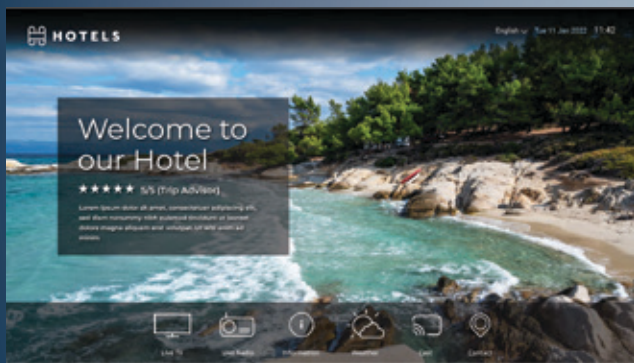 HOTELS
English Tue 11 Jan 2022 11:42
Welcome to
our Hotel
★★★★★ 5/5 (Trip Advisor)
Lorem ipsum dolor sit amet, consectetuer adipiscing elit,
sed diam nonummy nibh euismod tincidunt ut laoreet
dolore magna aliquam erat volutpat. Ut wisi enim ad
Live TV Live Radio Information Weather Cast Contact